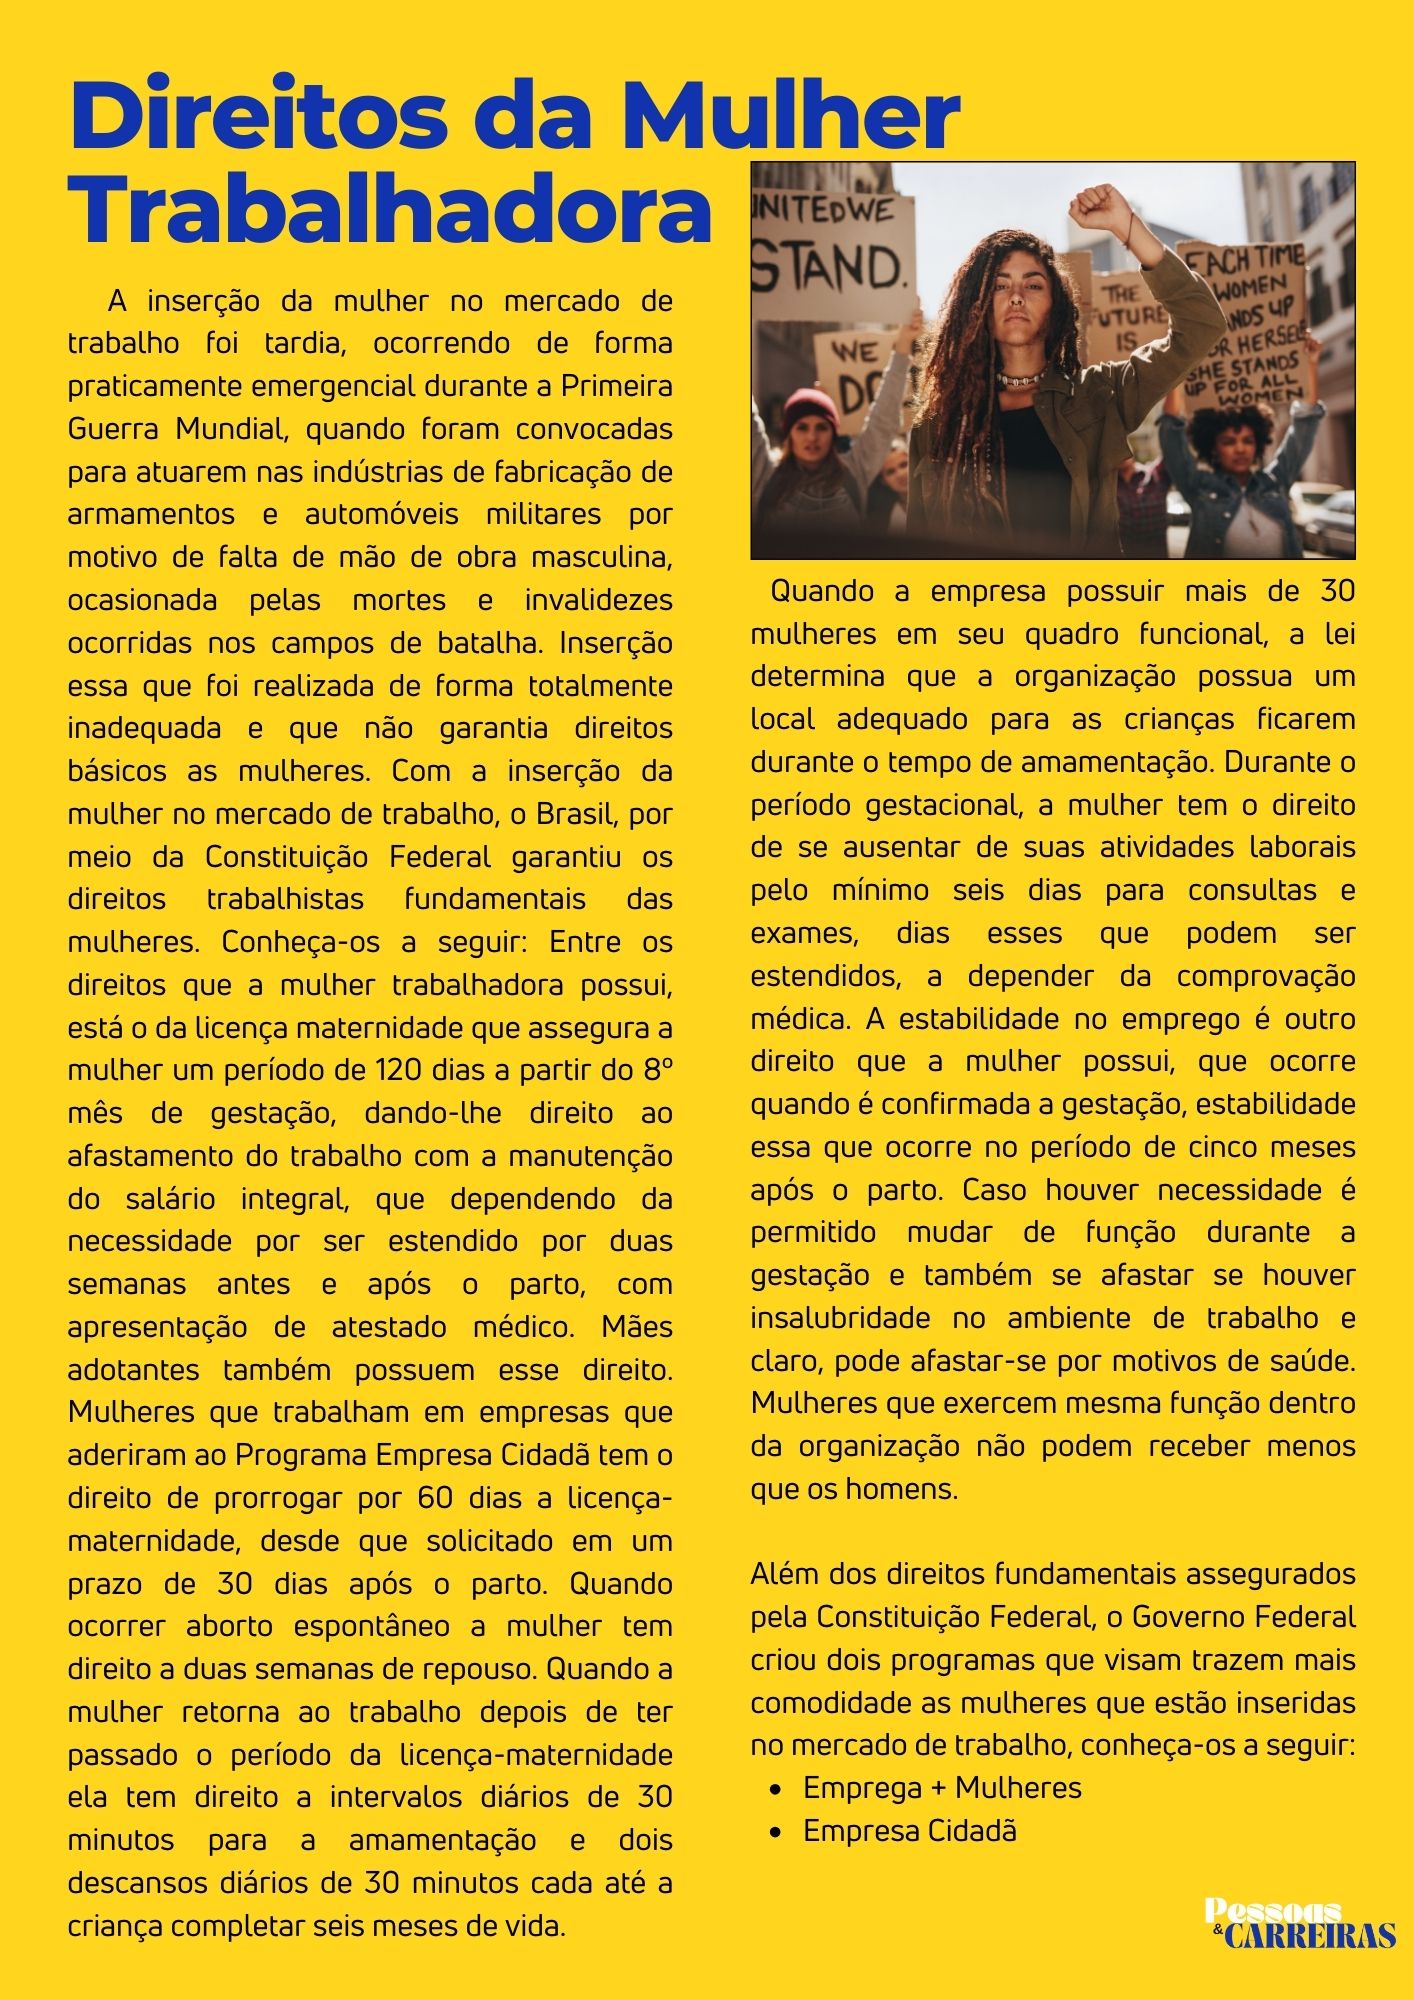 Direitos da Mulher
Trabalhadora
A inserção da mulher no mercado de
trabalho foi tardia, ocorrendo de forma
praticamente emergencial durante a Primeira
Guerra Mundial, quando foram convocadas
para atuarem nas indústrias de fabricação de
armamentos e automóveis militares por
motivo de falta de mão de obra masculina,
ocasionada pelas mortes e invalidezes
ocorridas nos campos de batalha. Inserção
essa que foi realizada de forma totalmente
inadequada e que não garantia direitos
básicos as mulheres. Com a inserção da
mulher no mercado de trabalho, o Brasil, por
meio da Constituição Federal garantiu os
direitos trabalhistas fundamentais das
mulheres. Conheça-os a seguir: Entre os
direitos que a mulher trabalhadora possui,
está o da licença maternidade que assegura a
mulher um período de 120 dias a partir do 8º
mês de gestação, dando-lhe direito ao
afastamento do trabalho com a manutenção
do salário integral, que dependendo da
necessidade por ser estendido por duas
semanas antes e após o parto, com
apresentação de atestado médico. Mães
adotantes também possuem esse direito.
Mulheres que trabalham em empresas que
aderiram ao Programa Empresa Cidadã tem o
direito de prorrogar por 60 dias a licença-
maternidade, desde que solicitado em um
prazo de 30 dias após o parto. Quando
ocorrer aborto espontâneo a mulher tem
direito a duas semanas de repouso. Quando a
mulher retorna ao trabalho depois de ter
passado o período da licença-maternidade
ela tem direito a intervalos diários de 30
minutos para a amamentação e dois
descansos diários de 30 minutos cada até a
criança completar seis meses de vida.
UNITED WE
STAND.
WE
DO
THE
FUTURE
IS
EACH TIME
WOMEN
STANDS UP
FOR HERSELF
SHE STANDS
UP FOR ALL
WOMEN
Quando a empresa possuir mais de 30
mulheres em seu quadro funcional, a lei
determina que a organização possua um
local adequado para as crianças ficarem
durante o tempo de amamentação. Durante o
período gestacional, a mulher tem o direito
de se ausentar de suas atividades laborais
pelo mínimo seis dias para consultas e
exames, dias esses que podem ser
estendidos, a depender da comprovação
médica. A estabilidade no emprego é outro
direito que a mulher possui, que ocorre
quando é confirmada a gestação, estabilidade
essa que ocorre no período de cinco meses
após o parto. Caso houver necessidade é
permitido mudar de função durante a
gestação e também se afastar se houver
insalubridade no ambiente de trabalho e
claro, pode afastar-se por motivos de saúde.
Mulheres que exercem mesma função dentro
da organização não podem receber menos
que os homens.
Além dos direitos fundamentais assegurados
pela Constituição Federal, o Governo Federal
criou dois programas que visam trazem mais
comodidade as mulheres que estão inseridas
no mercado de trabalho, conheça-os a seguir:
• Emprega + Mulheres
• Empresa Cidadã
Pessoas
&CARREIRAS